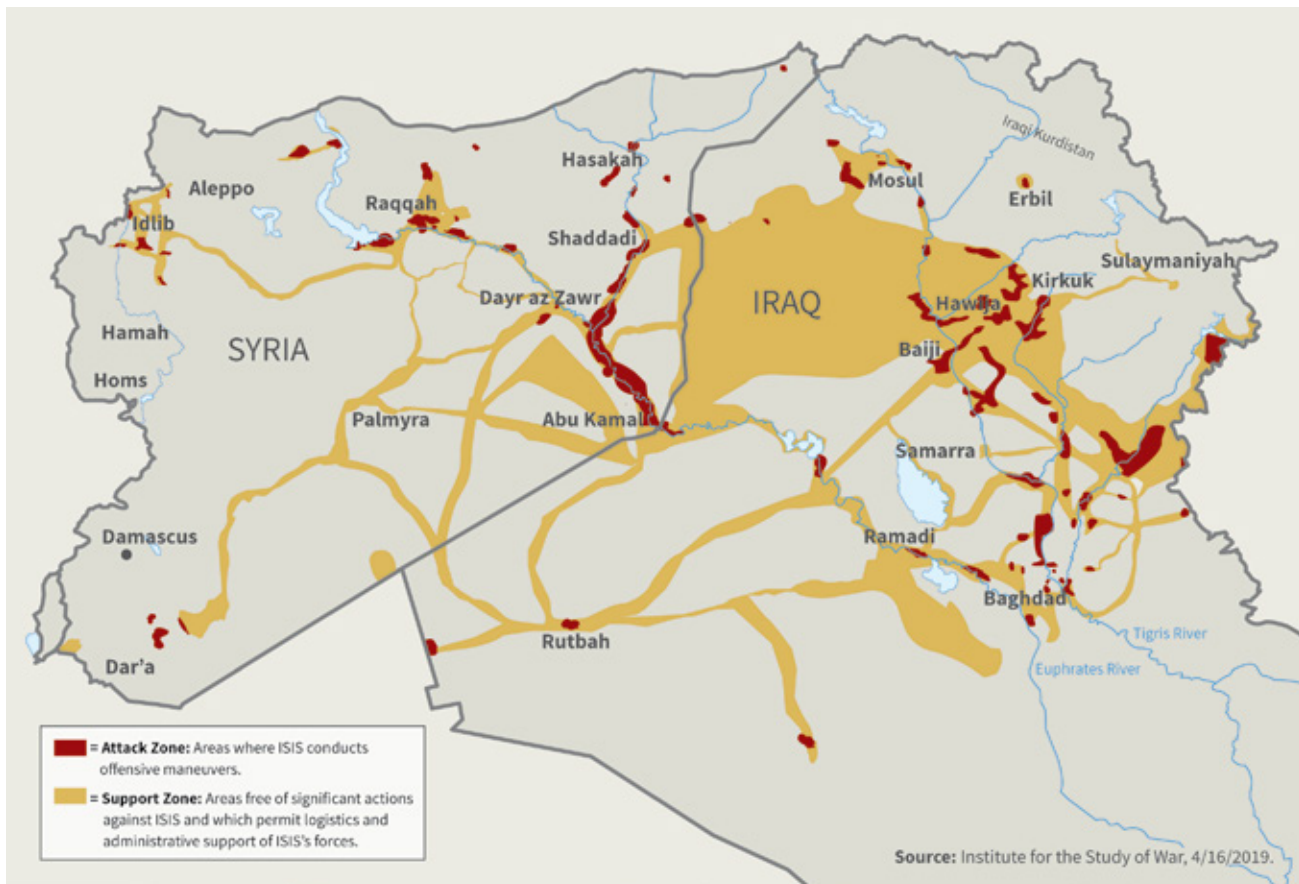 Iraqi Kurdistan
Hasakah
Mosul
Aleppo
Erbil
Raqqah
Idlib
Shaddadi
Sulaymaniyah
Kirkuk
Dayr az Zawr
IRAQ
Hawija
Hamah
SYRIA
Baiji
Homs
Palmyra
Abu Kamal
Samarra
Damascus
Ramadi
Baghdad
Tigris River
Rutbah
Dar'a
Euphrates River
= Attack Zone: Areas where ISIS conducts
offensive maneuvers.
= Support Zone: Areas free of significant actions
against ISIS and which permit logistics and
administrative support of ISIS's forces.
Source: Institute for the Study of War, 4/16/2019.